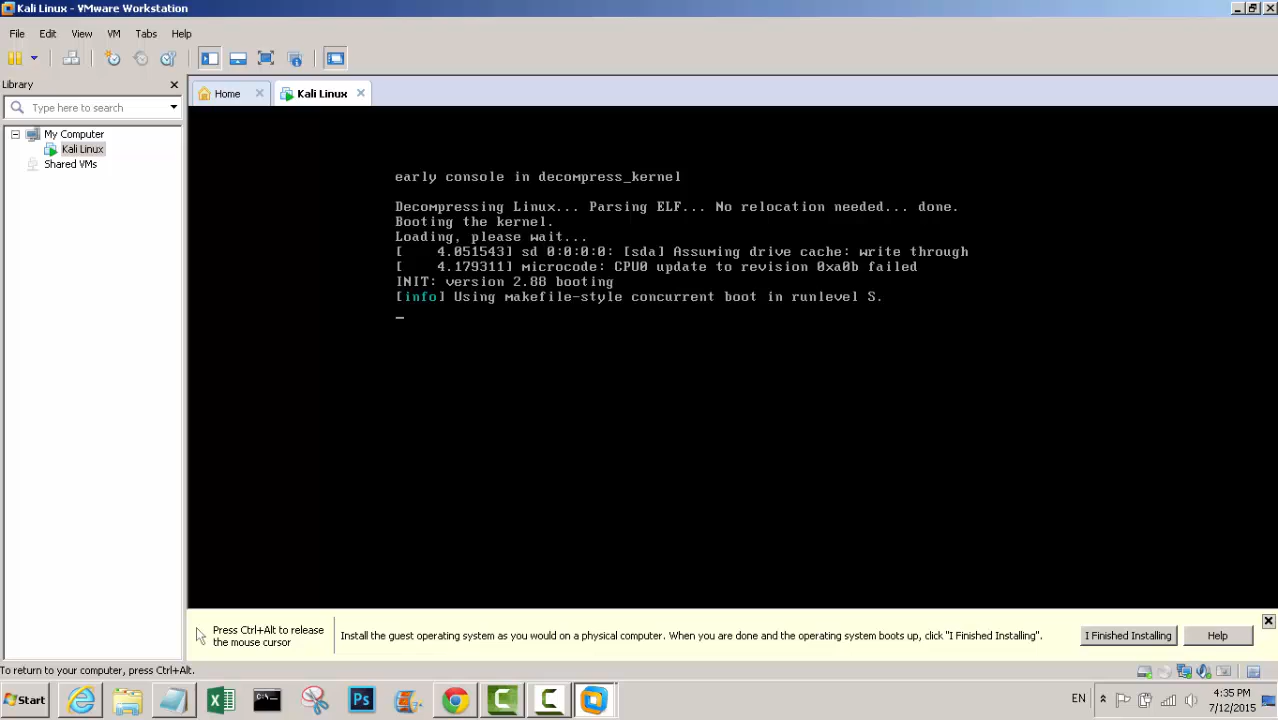 Kali Linux - VMware Workstation
File Edit View VM Tabs Help
Library
Type here to search
My Computer
Kali Linux
Shared VMs
Home
Kali Linux
early console in decompress_kernel
Decompressing Linux... Parsing ELF... No relocation needed... done.
Booting the kernel.
Loading, please wait...
[    4.051543] sd 0:0:0:0: [sda] Assuming drive cache: write through
[    4.179311] microcode: CPU0 update to revision 0xa0b failed
INIT: version 2.88 booting
[info] Using makefile-style concurrent boot in runlevel S.
_
Press Ctrl+Alt to release
the mouse cursor
Install the guest operating system as you would on a physical computer. When you are done and the operating system boots up, click "I Finished Installing".
I Finished Installing
Help
To return to your computer, press Ctrl+Alt.
Start
Ps
EN
4:35 PM
7/12/2015